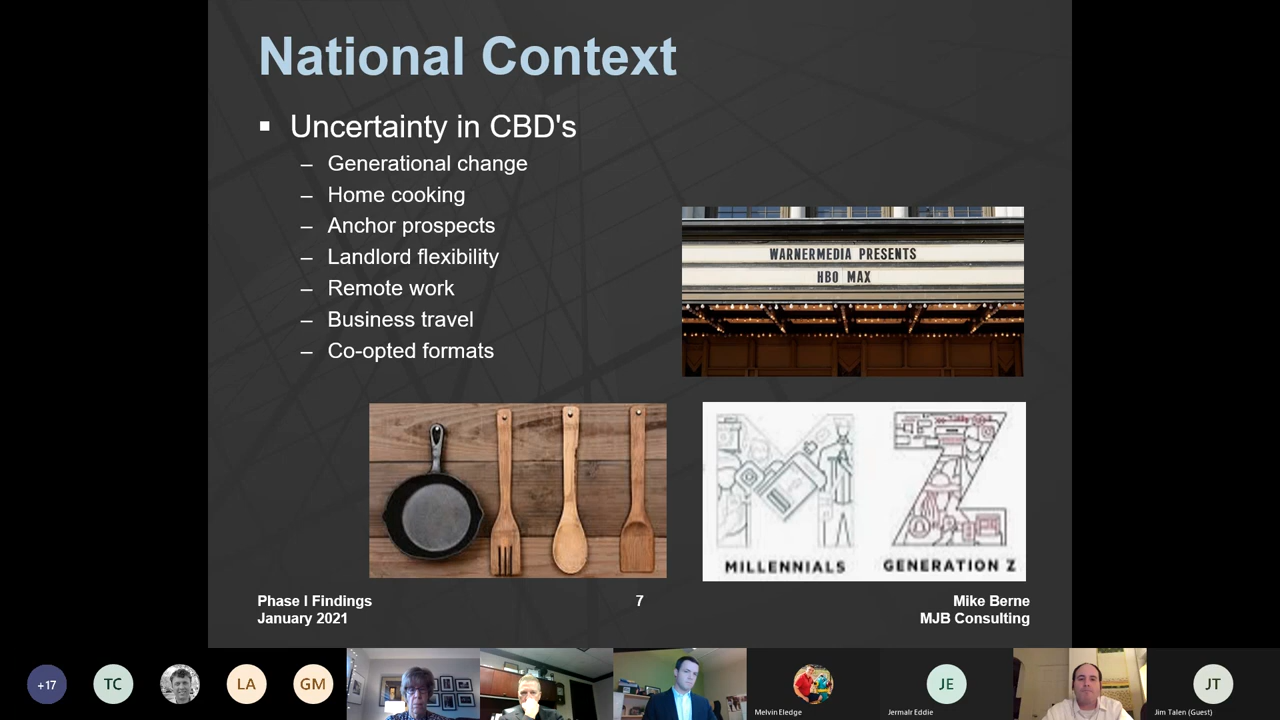 National Context
▪ Uncertainty in CBD's
– Generational change
– Home cooking
– Anchor prospects
– Landlord flexibility
– Remote work
– Business travel
– Co-opted formats
WARNERMEDIA PRESENTS
HBO MAX
MILLENNIALS
GENERATION Z
Phase I Findings
January 2021
7
Mike Berne
MJB Consulting
+17
TC
LA
GM
Melvin Eledge
JE
Jermalr Eddie
JT
Jim Talen (Guest)